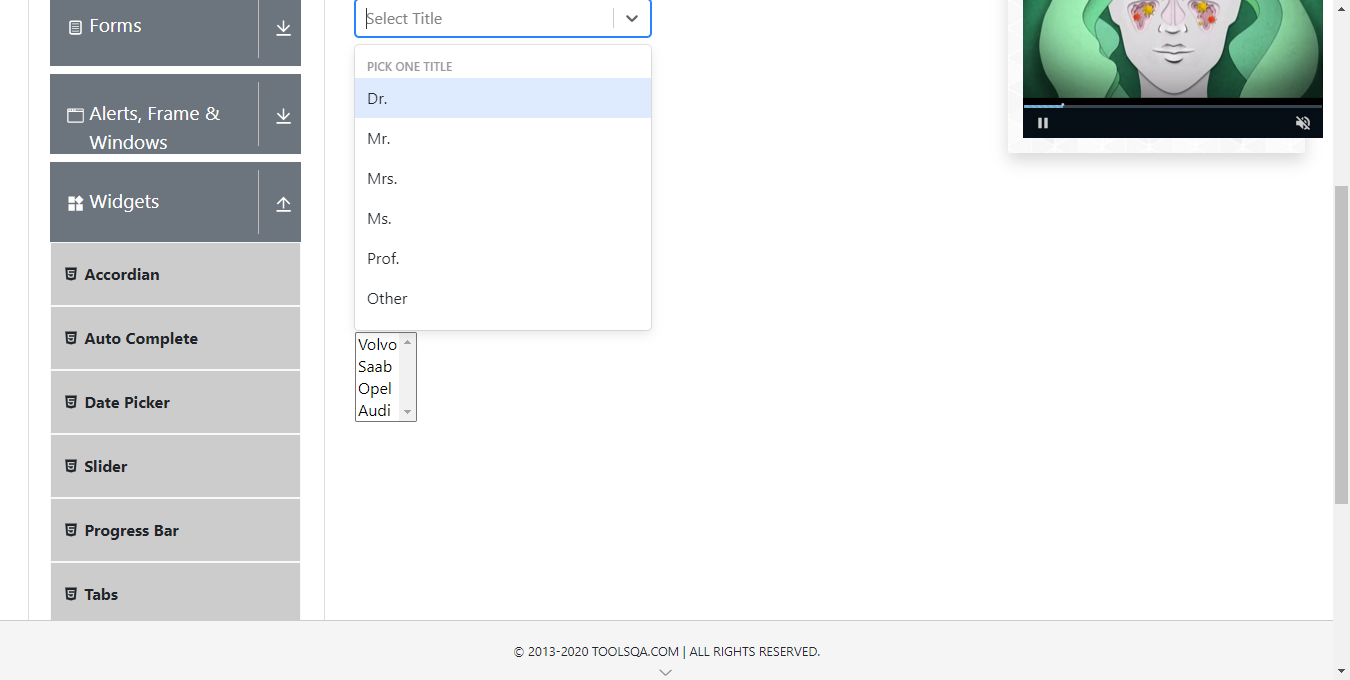 Forms
Alerts, Frame &
Windows
Widgets
Accordian
Auto Complete
Date Picker
Slider
Progress Bar
Tabs
Select Title
PICK ONE TITLE
Dr.
Mr.
Mrs.
Ms.
Prof.
Other
Volvo
Saab
Opel
Audi
© 2013-2020 TOOLSQA.COM | ALL RIGHTS RESERVED.